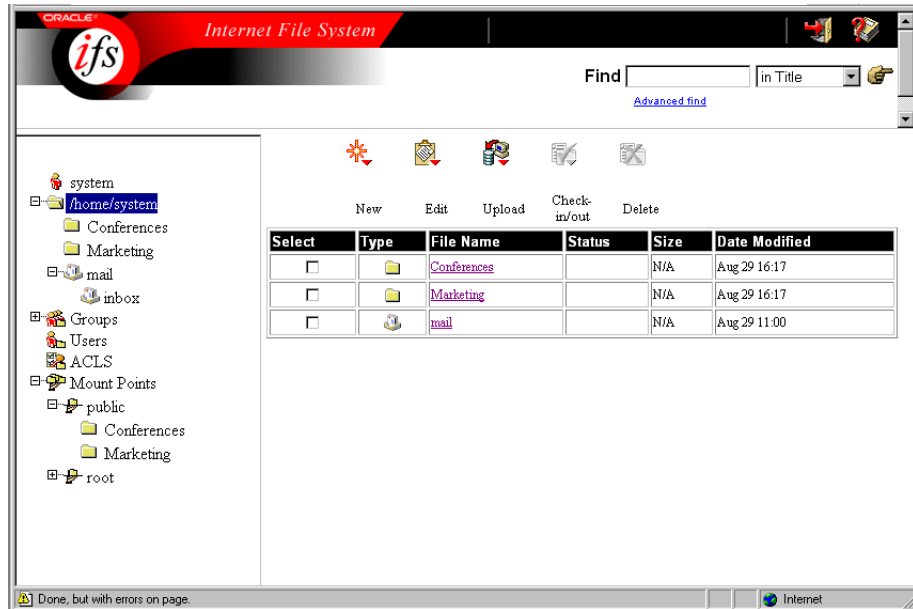 ORACLE
ifs
Internet File System
Find
in Title
Advanced find
system
/home/system
Conferences
Marketing
mail
inbox
Groups
Users
ACLS
Mount Points
public
Conferences
Marketing
root
New Edit Upload Check-in/out Delete
Select Type File Name Status Size Date Modified
Conferences N/A Aug 29 16:17
Marketing N/A Aug 29 16:17
mail N/A Aug 29 11:00
Done, but with errors on page.
Internet